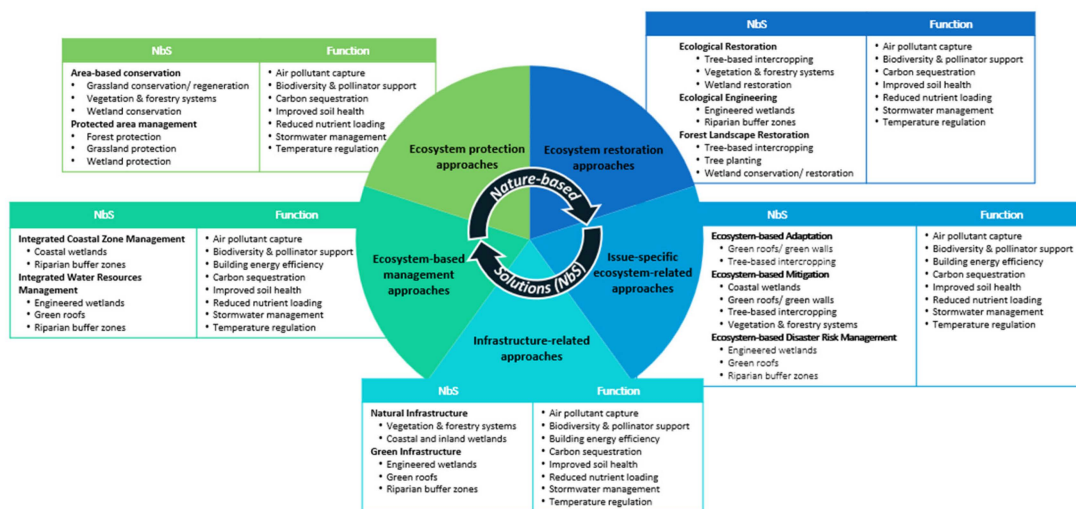 NbS
Function
Area-based conservation
• Grassland conservation/ regeneration
• Vegetation & forestry systems
• Wetland conservation
Protected area management
• Forest protection
• Grassland protection
• Wetland protection
• Air pollutant capture
• Biodiversity & pollinator support
• Carbon sequestration
• Improved soil health
• Reduced nutrient loading
• Stormwater management
• Temperature regulation
NbS
Function
Ecological Restoration
• Tree-based intercropping
• Vegetation & forestry systems
• Wetland restoration
Ecological Engineering
• Engineered wetlands
• Riparian buffer zones
Forest Landscape Restoration
• Tree-based intercropping
• Tree planting
• Wetland conservation/ restoration
• Air pollutant capture
• Biodiversity & pollinator support
• Carbon sequestration
• Improved soil health
• Reduced nutrient loading
• Stormwater management
• Temperature regulation
Ecosystem protection
approaches
Ecosystem restoration
approaches
Nature-based
Solutions (NbS)
Ecosystem-based
management
approaches
Issue-specific
ecosystem-related
approaches
Infrastructure-related
approaches
NbS
Function
Integrated Coastal Zone Management
• Coastal wetlands
• Riparian buffer zones
Integrated Water Resources
Management
• Engineered wetlands
• Green roofs
• Riparian buffer zones
• Air pollutant capture
• Biodiversity & pollinator support
• Building energy efficiency
• Carbon sequestration
• Improved soil health
• Reduced nutrient loading
• Stormwater management
• Temperature regulation
NbS
Function
Ecosystem-based Adaptation
• Green roofs/ green walls
• Tree-based intercropping
Ecosystem-based Mitigation
• Coastal wetlands
• Green roofs/ green walls
• Tree-based intercropping
• Vegetation & forestry systems
Ecosystem-based Disaster Risk Management
• Engineered wetlands
• Green roofs
• Riparian buffer zones
• Air pollutant capture
• Biodiversity & pollinator support
• Building energy efficiency
• Carbon sequestration
• Improved soil health
• Reduced nutrient loading
• Stormwater management
• Temperature regulation
NbS
Function
Natural Infrastructure
• Vegetation & forestry systems
• Coastal and inland wetlands
Green Infrastructure
• Engineered wetlands
• Green roofs
• Riparian buffer zones
• Air pollutant capture
• Biodiversity & pollinator support
• Building energy efficiency
• Carbon sequestration
• Improved soil health
• Reduced nutrient loading
• Stormwater management
• Temperature regulation